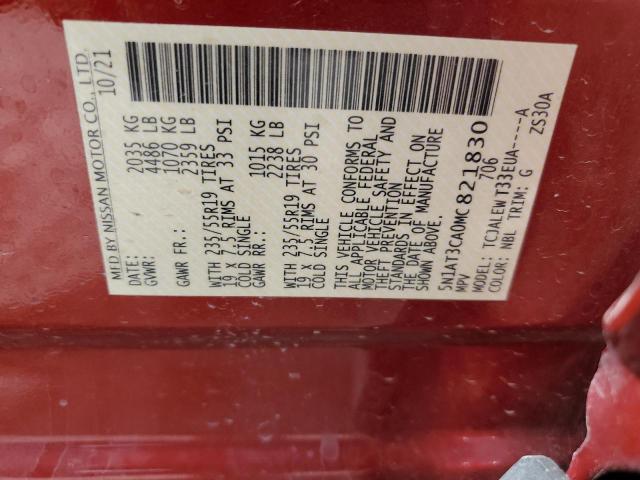 MFD BY NISSAN MOTOR CO., LTD.
DATE: 10/21
GVWR: 2035 KG
4486 LB
GAWR FR.: 1070 KG
2359 LB
WITH 235/55R19 TIRES
19 X 7.5 RIMS AT 33 PSI
COLD SINGLE
GAWR RR.: 1015 KG
2238 LB
WITH 235/55R19 TIRES
19 X 7.5 RIMS AT 30 PSI
COLD SINGLE
THIS VEHICLE CONFORMS TO
ALL APPLICABLE FEDERAL
MOTOR VEHICLE SAFETY AND
THEFT PREVENTION
STANDARDS IN EFFECT ON
THE DATE OF MANUFACTURE
SHOWN ABOVE.
5N1AT3CA0MC821830
MPV 706
MODEL: TCJALEWT33EUA----A
COLOR: NBL TRIM: G ZS30A